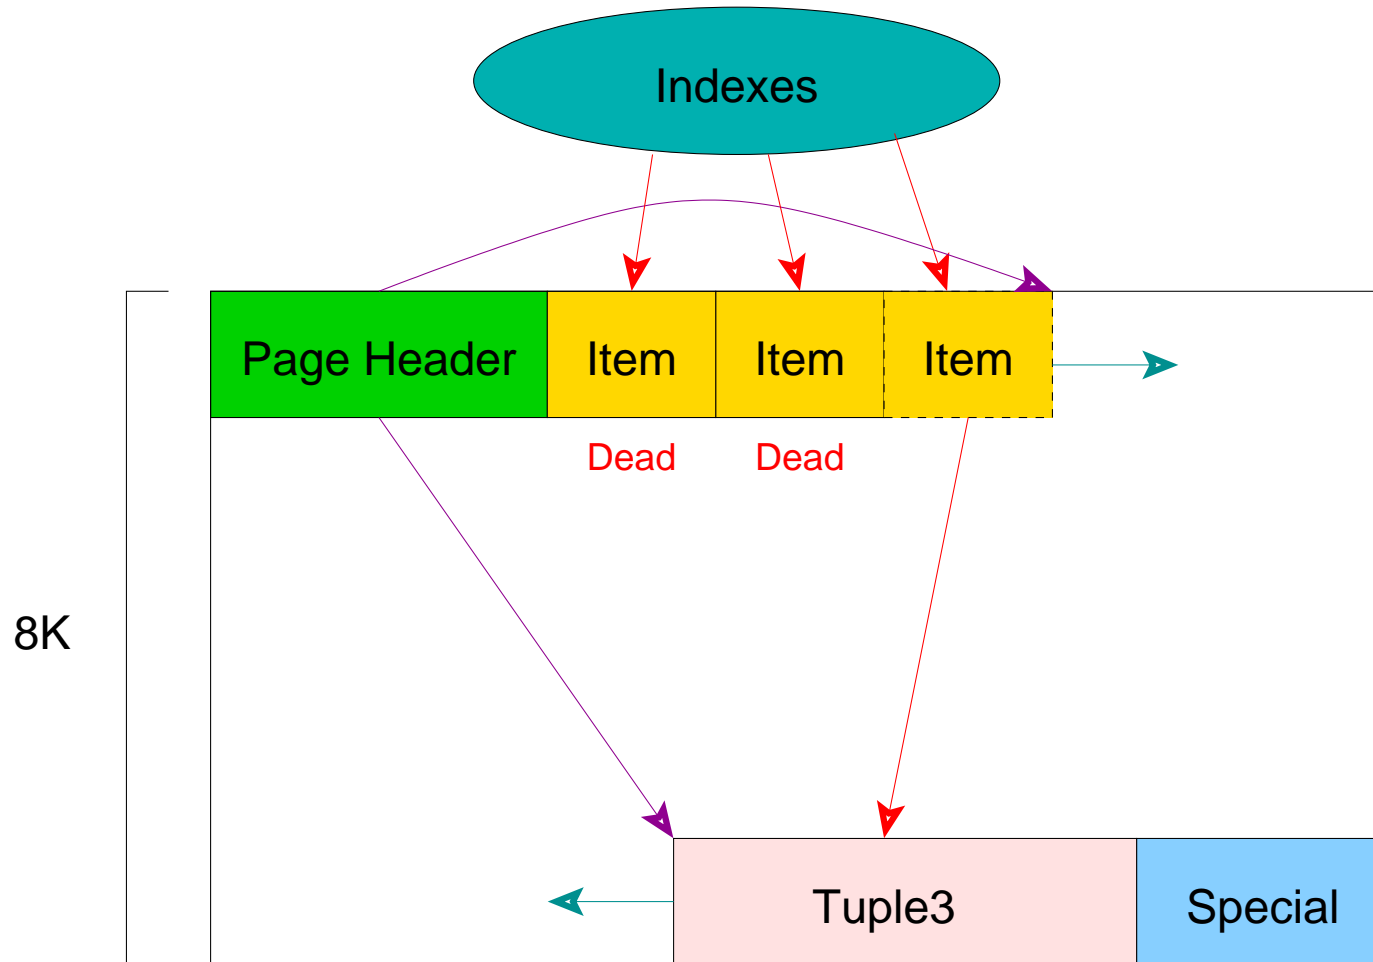 Indexes
Page Header
Item
Item
Item
Dead
Dead
8K
Tuple3
Special